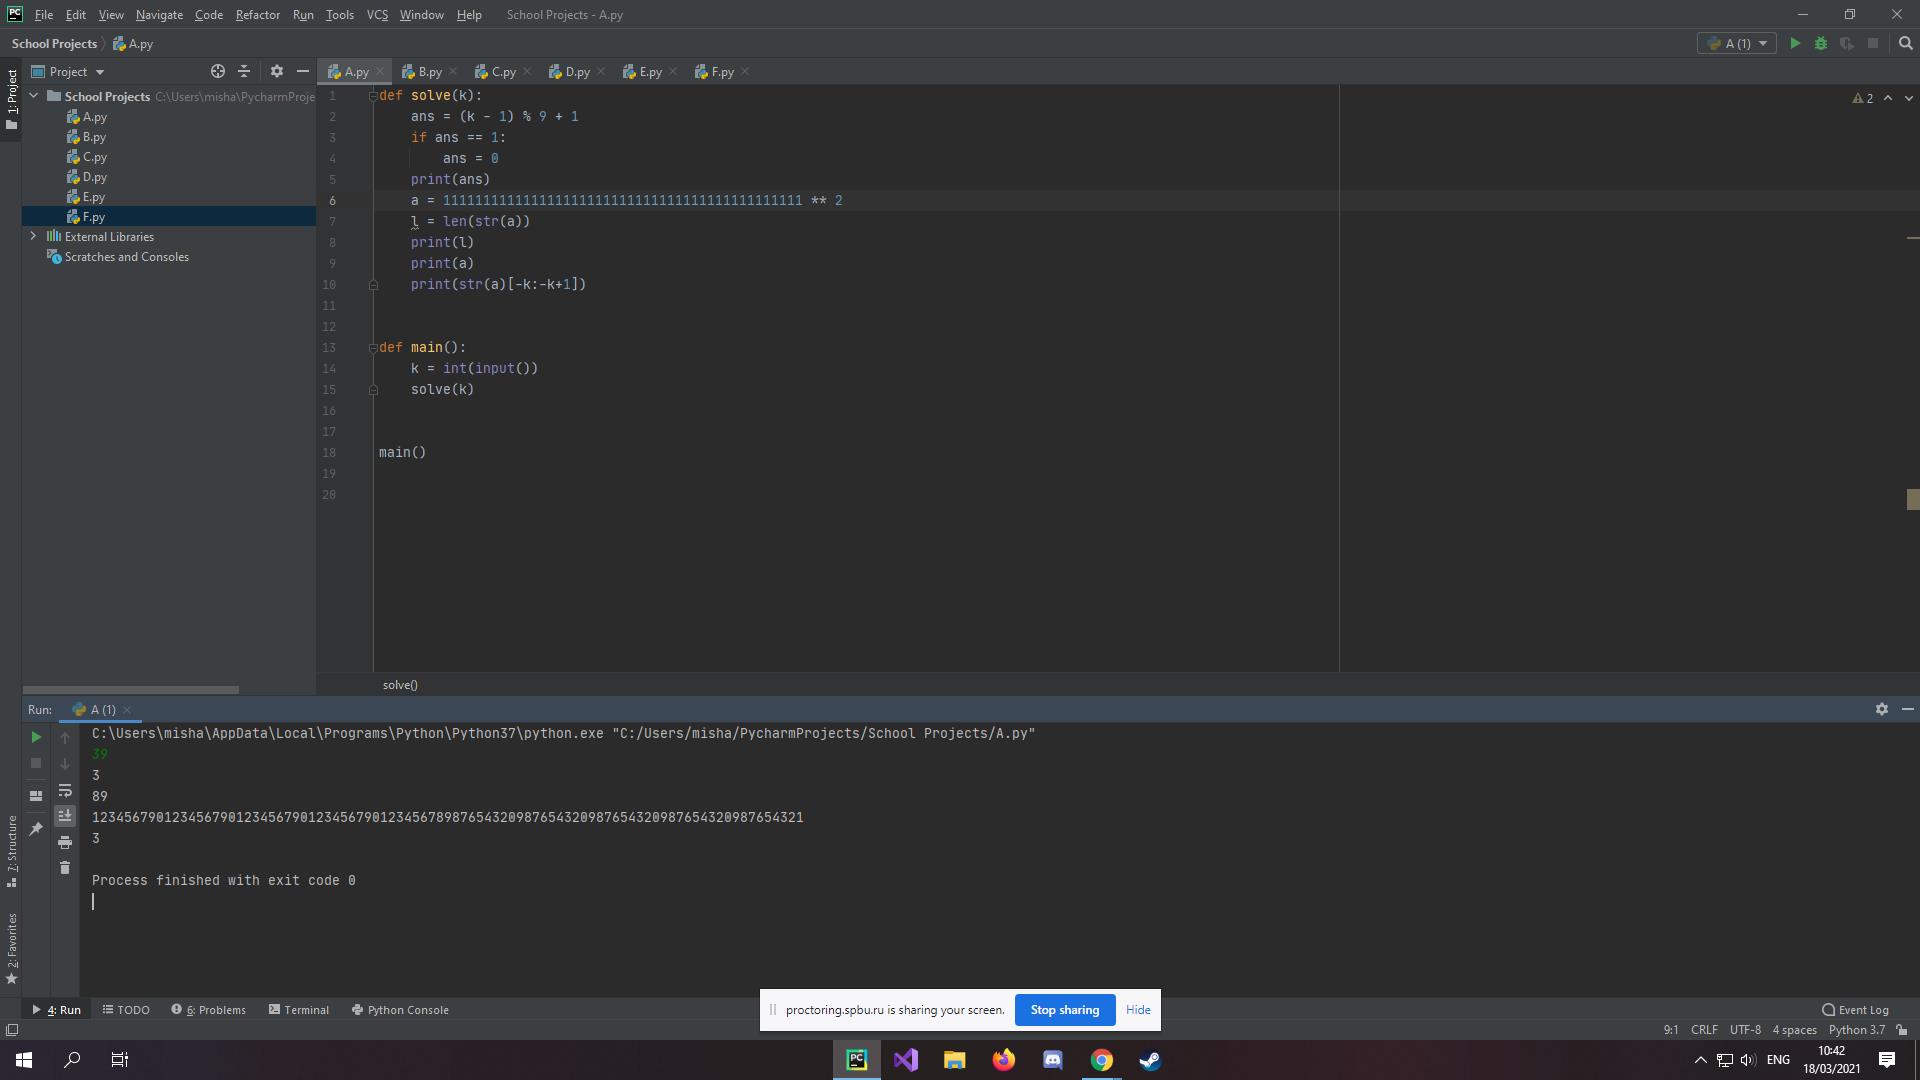 File Edit View Navigate Code Refactor Run Tools VCS Window Help School Projects - A.py
School Projects A.py A (1)
Project
A.py B.py C.py D.py E.py F.py
1: Project
School Projects C:\Users\misha\PycharmProje
A.py
B.py
C.py
D.py
E.py
F.py
External Libraries
Scratches and Consoles
2
1 def solve(k):
2 ans = (k - 1) % 9 + 1
3 if ans == 1:
4 ans = 0
5 print(ans)
6 a = 111111111111111111111111111111111111111111111 ** 2
7 l = len(str(a))
8 print(l)
9 print(a)
10 print(str(a)[-k:-k+1])
11
12
13 def main():
14 k = int(input())
15 solve(k)
16
17
18 main()
19
20
solve()
Run: A (1)
C:\Users\misha\AppData\Local\Programs\Python\Python37\python.exe "C:/Users/misha/PycharmProjects/School Projects/A.py"
39
3
89
12345679012345679012345679012345679012345678987654320987654320987654320987654320987654321
3
Process finished with exit code 0
7: Structure
2: Favorites
4: Run TODO 6: Problems Terminal Python Console Event Log
proctoring.spbu.ru is sharing your screen. Stop sharing Hide
9:1 CRLF UTF-8 4 spaces Python 3.7
ENG 10:42
18/03/2021